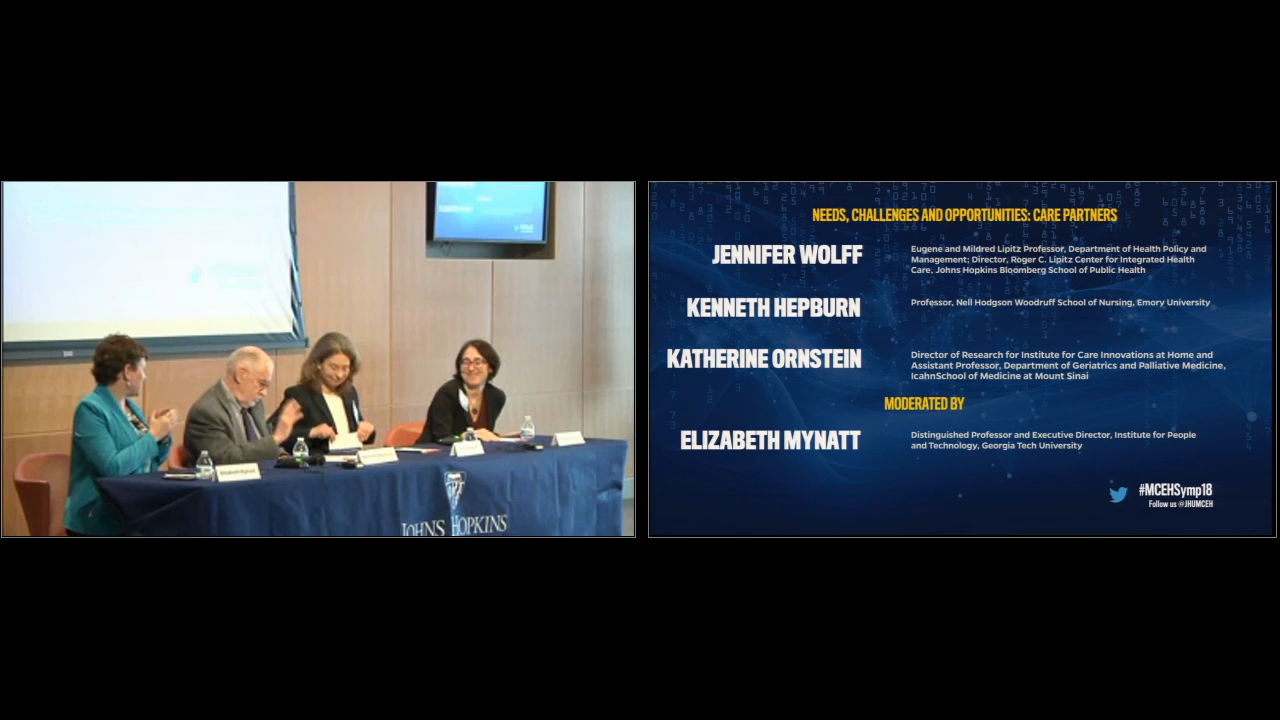 Elizabeth Mynatt
JOHNS HOPKINS
NEEDS, CHALLENGES AND OPPORTUNITIES: CARE PARTNERS
JENNIFER WOLFF
Eugene and Mildred Lipitz Professor, Department of Health Policy and
Management; Director, Roger C. Lipitz Center for Integrated Health
Care, Johns Hopkins Bloomberg School of Public Health
KENNETH HEPBURN
Professor, Nell Hodgson Woodruff School of Nursing, Emory University
KATHERINE ORNSTEIN
Director of Research for Institute for Care Innovations at Home and
Assistant Professor, Department of Geriatrics and Palliative Medicine,
IcahnSchool of Medicine at Mount Sinai
MODERATED BY
ELIZABETH MYNATT
Distinguished Professor and Executive Director, Institute for People
and Technology, Georgia Tech University
#MCEHSymp18
Follow us @JHUMCEH